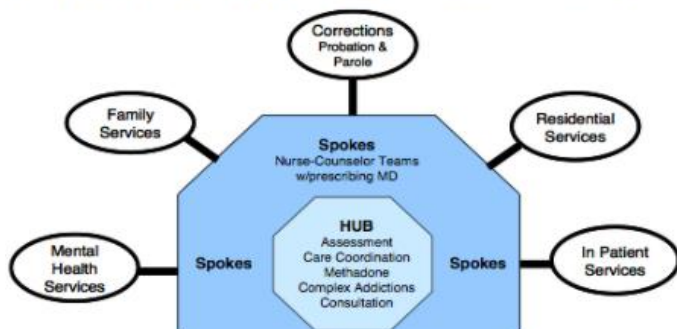 Corrections
Probation &
Parole
Family
Services
Residential
Services
Spokes
Nurse-Counselor Teams
w/prescribing MD
HUB
Assessment
Care Coordination
Methadone
Complex Addictions
Consultation
Mental
Health
Services
Spokes
Spokes
In Patient
Services